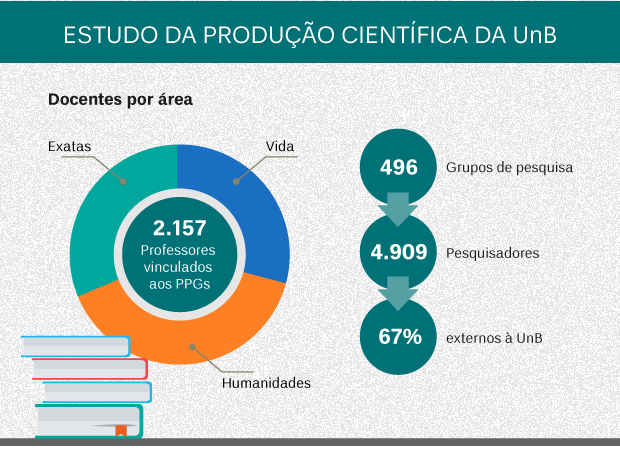 ESTUDO DA PRODUÇÃO CIENTÍFICA DA UnB
Docentes por área
Exatas
Vida
2.157
Professores
vinculados
aos PPGs
Humanidades
496
Grupos de pesquisa
4.909
Pesquisadores
67%
externos à UnB